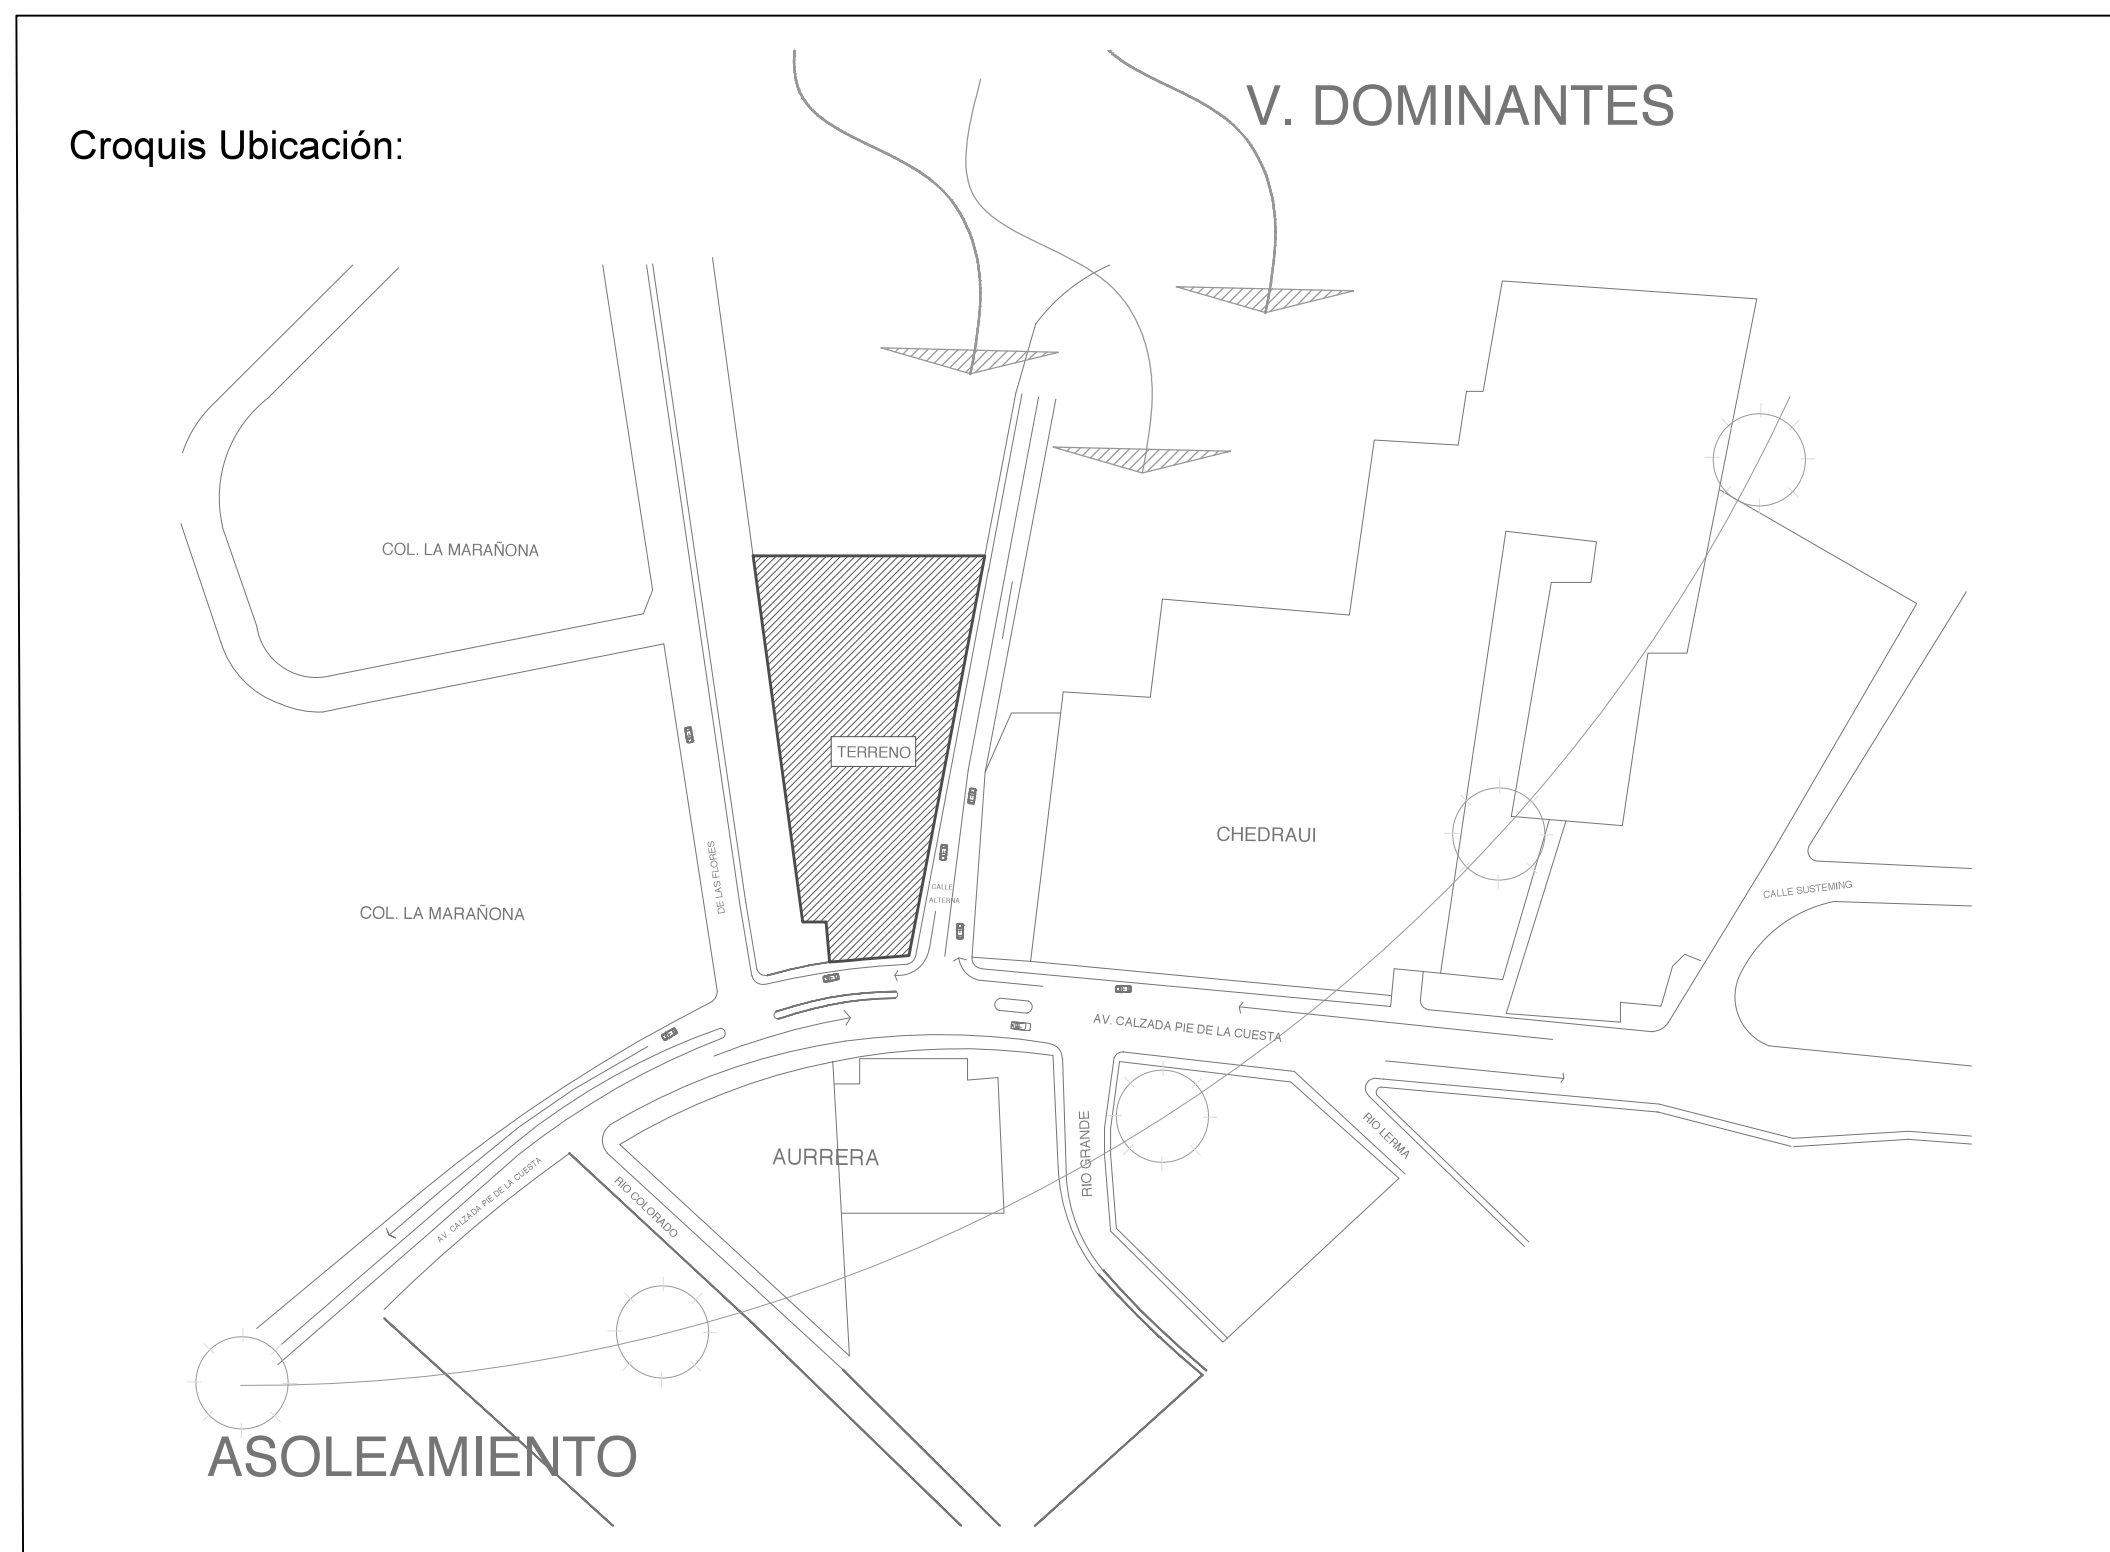 V. DOMINANTES
Croquis Ubicación:
COL. LA MARAÑONA
TERRENO
CHEDRAUI
DE LAS FLORES
CALLE
ALTERNA
CALLE SUSTEMING
COL. LA MARAÑONA
AV. CALZADA PIE DE LA CUESTA
RIO GRANDE
RIO LERMA
AURRERA
AV. CALZADA PIE DE LA CUESTA
RIO COLORADO
ASOLEAMIENTO